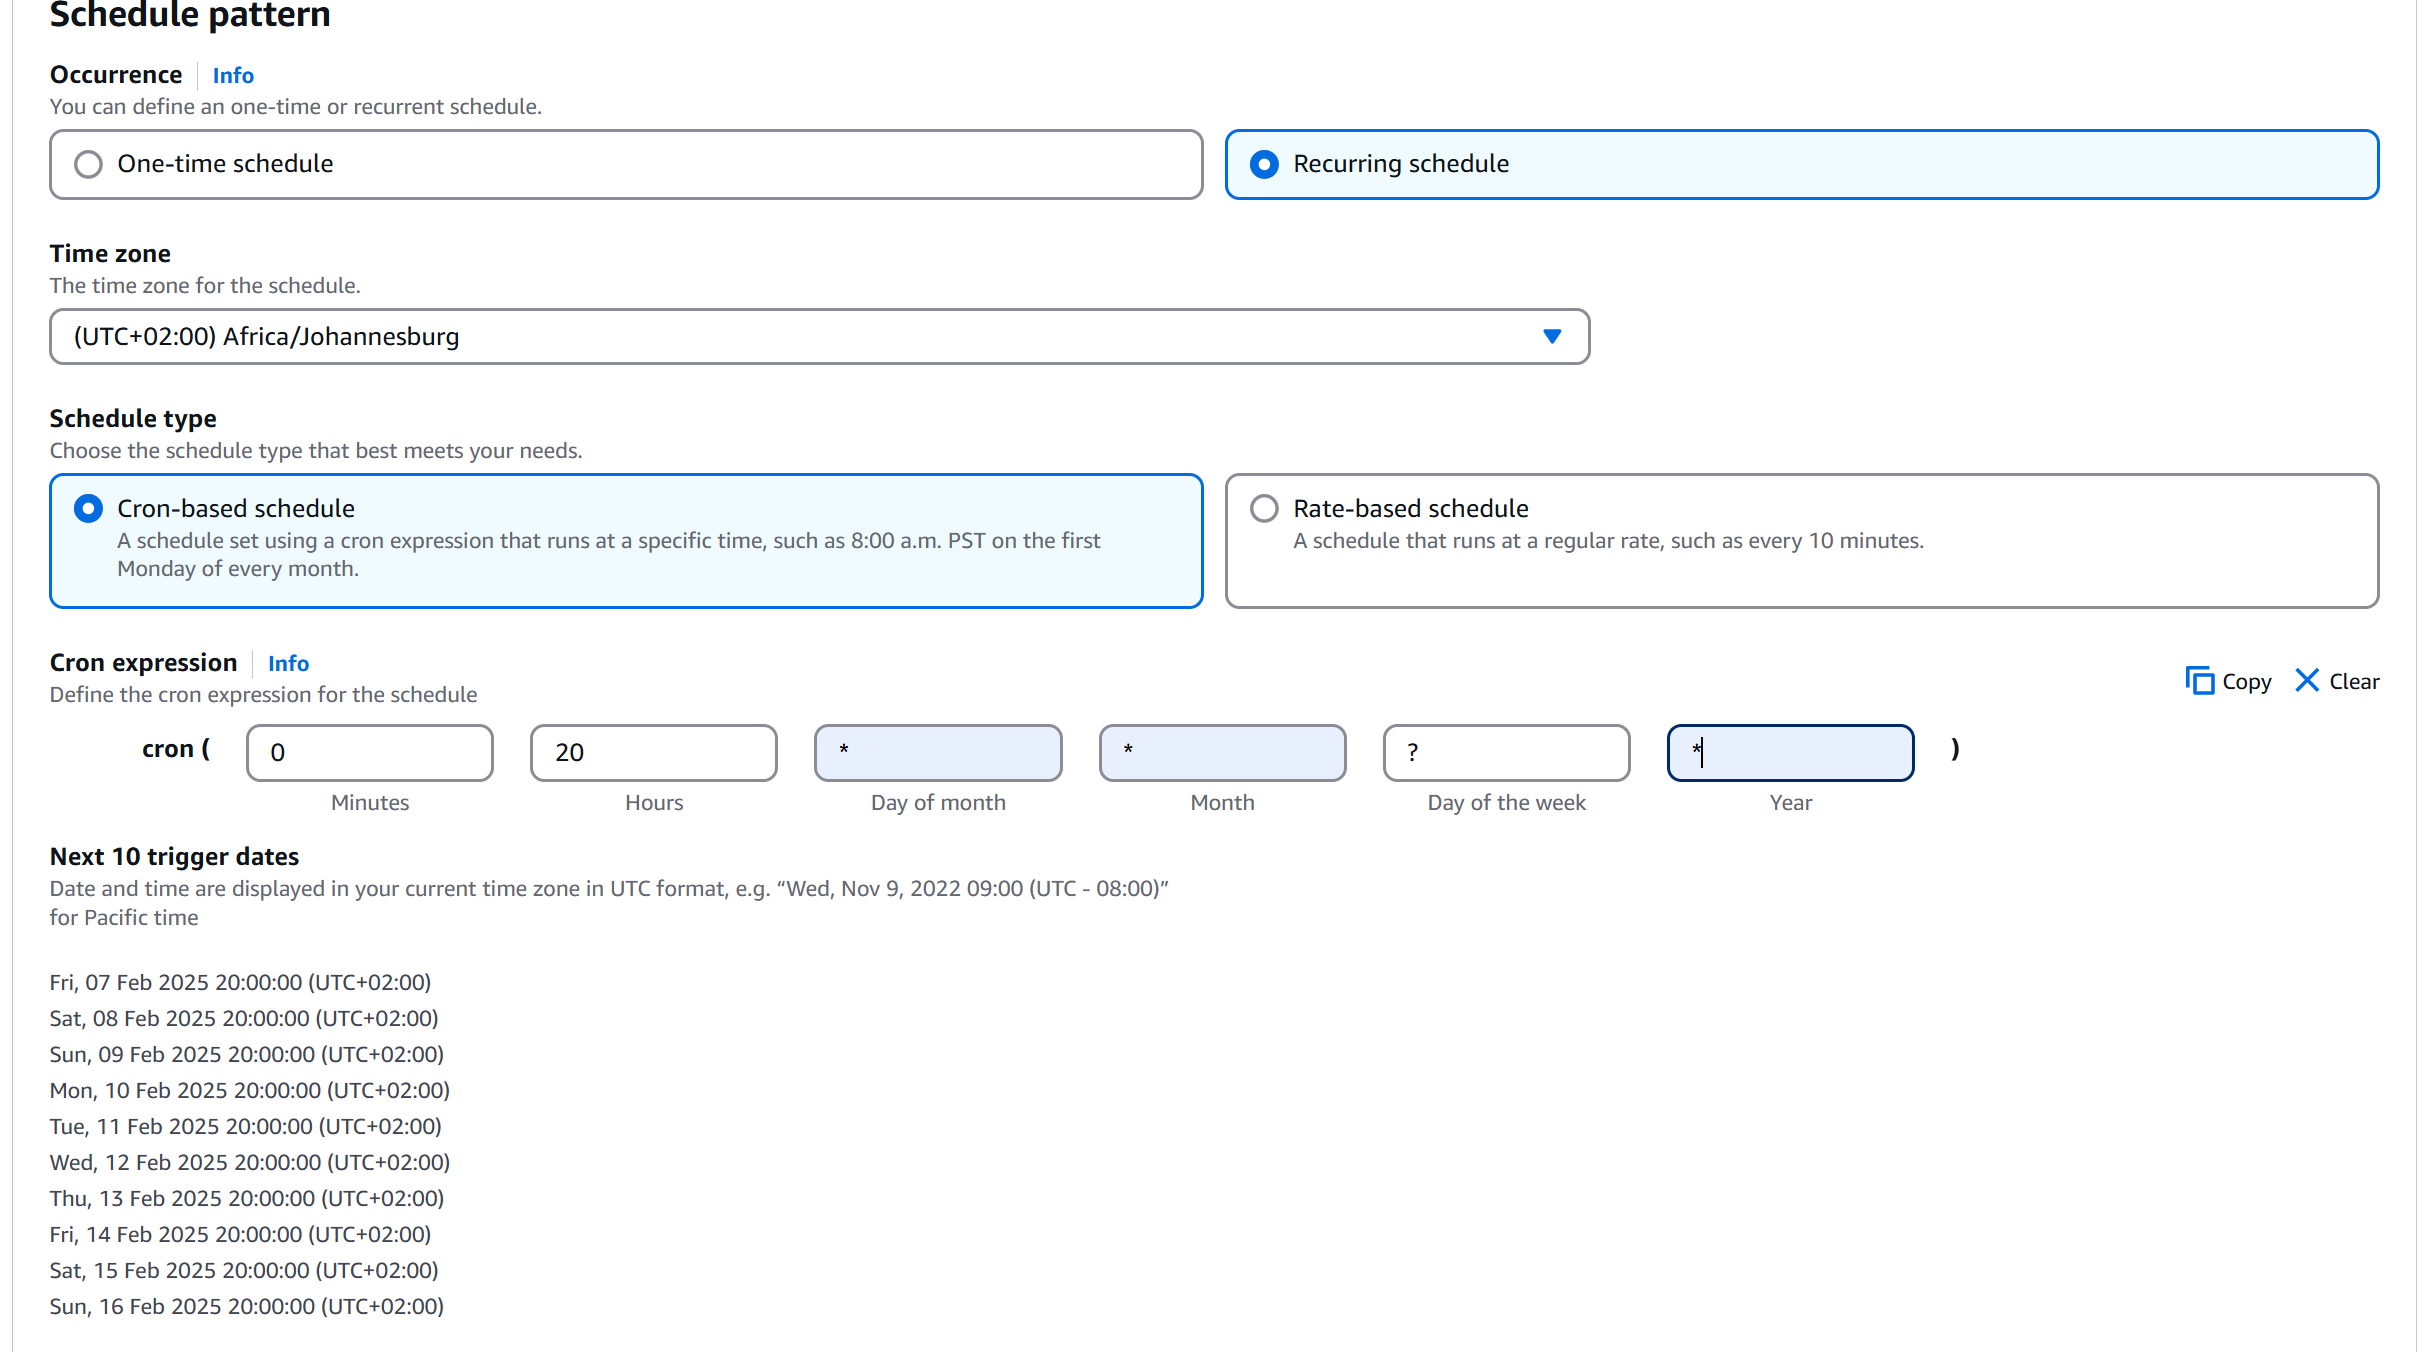 Schedule pattern
Occurrence Info
You can define an one-time or recurrent schedule.
One-time schedule
Recurring schedule
Time zone
The time zone for the schedule.
(UTC+02:00) Africa/Johannesburg
Schedule type
Choose the schedule type that best meets your needs.
Cron-based schedule
A schedule set using a cron expression that runs at a specific time, such as 8:00 a.m. PST on the first
Monday of every month.
Rate-based schedule
A schedule that runs at a regular rate, such as every 10 minutes.
Cron expression Info
Define the cron expression for the schedule
Copy Clear
cron ( 0 20 * * ? * )
Minutes Hours Day of month Month Day of the week Year
Next 10 trigger dates
Date and time are displayed in your current time zone in UTC format, e.g. “Wed, Nov 9, 2022 09:00 (UTC - 08:00)”
for Pacific time
Fri, 07 Feb 2025 20:00:00 (UTC+02:00)
Sat, 08 Feb 2025 20:00:00 (UTC+02:00)
Sun, 09 Feb 2025 20:00:00 (UTC+02:00)
Mon, 10 Feb 2025 20:00:00 (UTC+02:00)
Tue, 11 Feb 2025 20:00:00 (UTC+02:00)
Wed, 12 Feb 2025 20:00:00 (UTC+02:00)
Thu, 13 Feb 2025 20:00:00 (UTC+02:00)
Fri, 14 Feb 2025 20:00:00 (UTC+02:00)
Sat, 15 Feb 2025 20:00:00 (UTC+02:00)
Sun, 16 Feb 2025 20:00:00 (UTC+02:00)